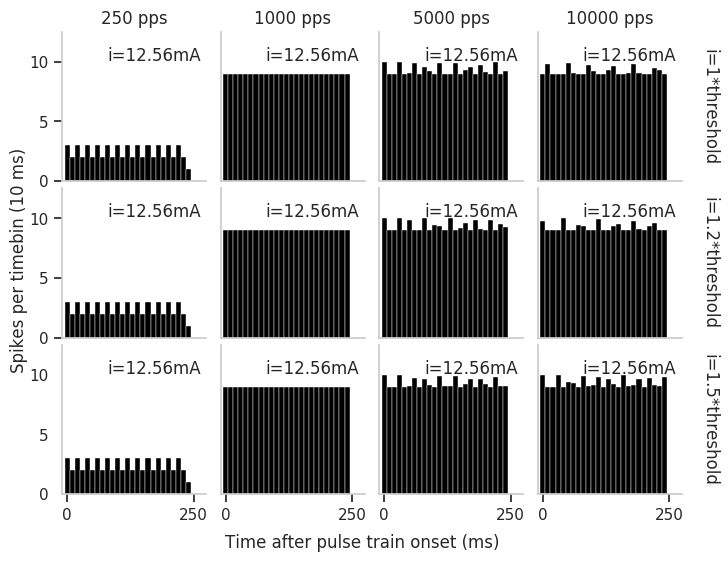 250 pps
1000 pps
5000 pps
10000 pps
i=12.56mA
i=12.56mA
i=12.56mA
i=12.56mA
i=1*threshold
10
5
0
i=12.56mA
i=12.56mA
i=12.56mA
i=12.56mA
i=1.2*threshold
10
5
0
Spikes per timebin (10 ms)
i=12.56mA
i=12.56mA
i=12.56mA
i=12.56mA
i=1.5*threshold
10
5
0
0
250
0
250
0
250
0
250
Time after pulse train onset (ms)